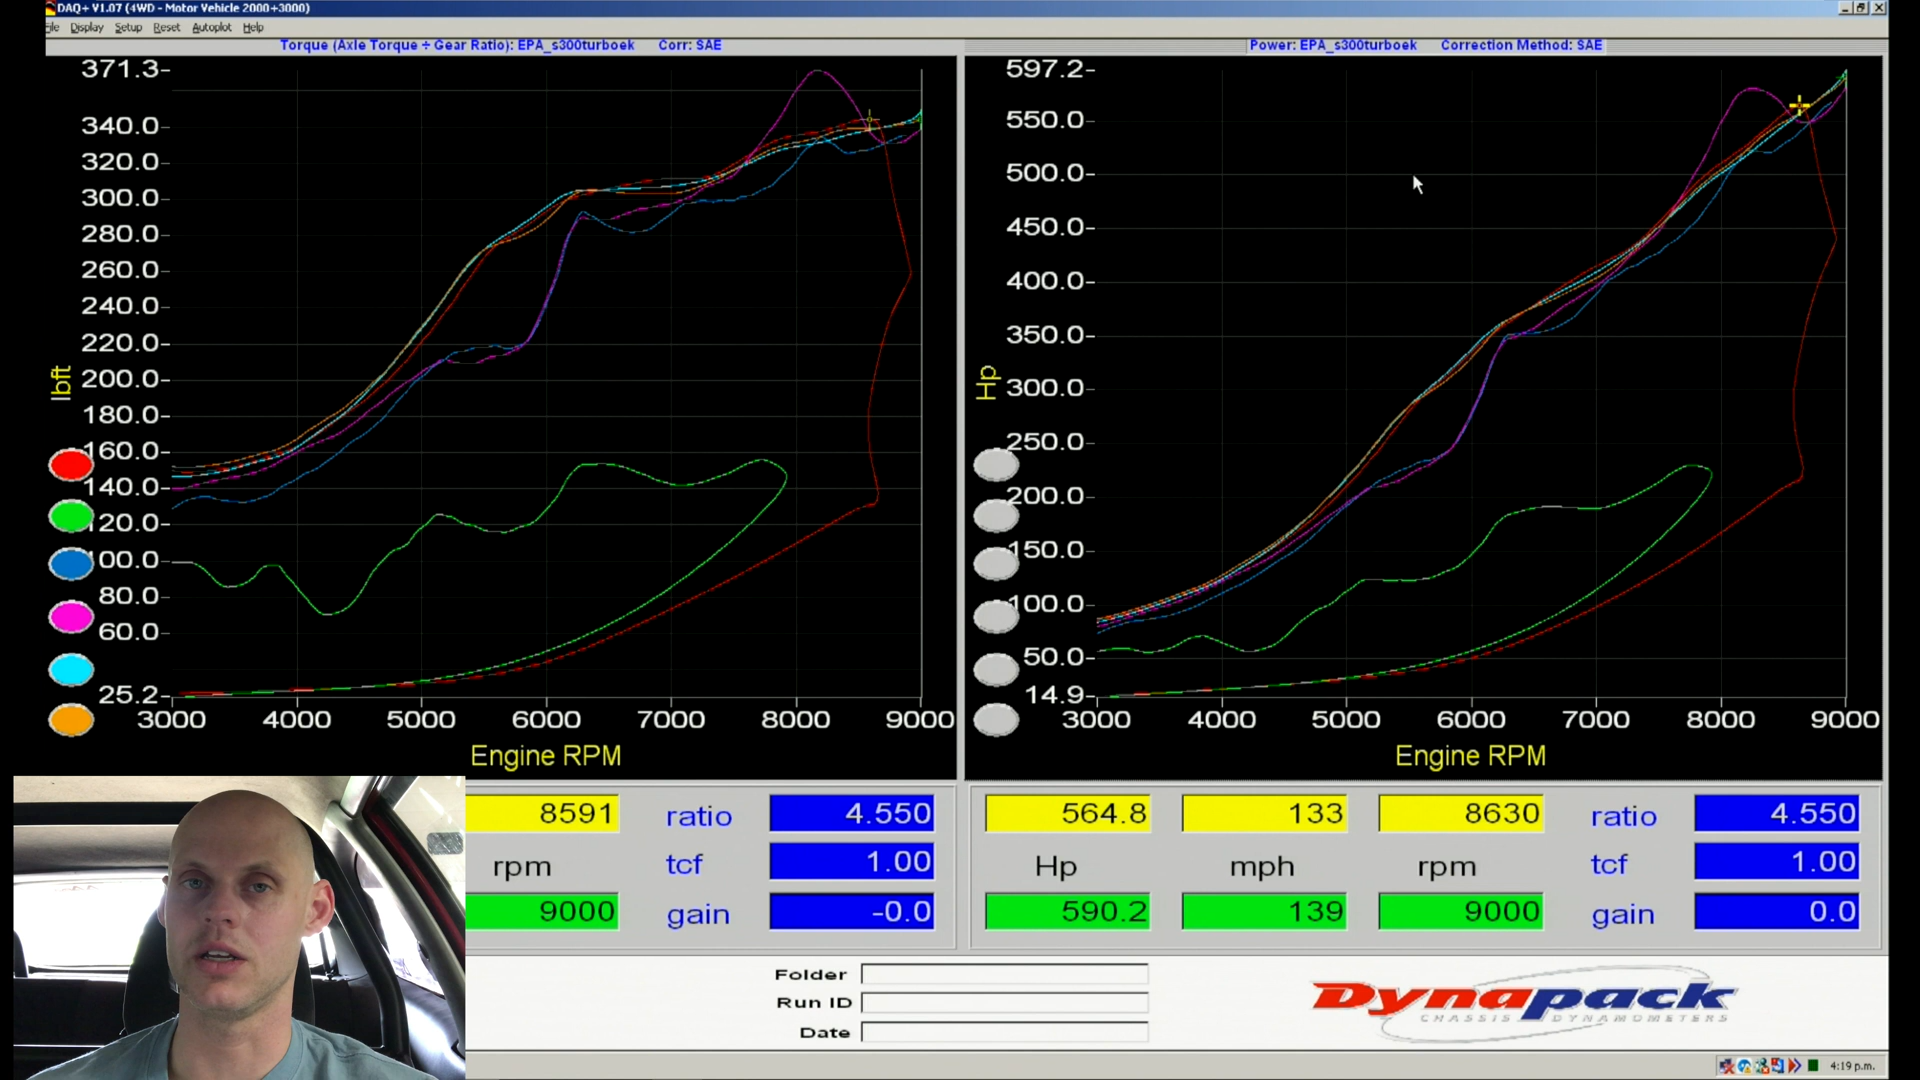 DAQ+ V1.07 (4WD - Motor Vehicle 2000+3000)
File Display Setup Reset Autoplot Help
Torque (Axle Torque ÷ Gear Ratio): EPA_s300turboek Corr: SAE
Power: EPA_s300turboek Correction Method: SAE
371.3
340.0
320.0
300.0
280.0
260.0
240.0
220.0
200.0
180.0
160.0
140.0
120.0
100.0
80.0
60.0
25.2
lbft
3000 4000 5000 6000 7000 8000 9000
Engine RPM
597.2
550.0
500.0
450.0
400.0
350.0
300.0
250.0
200.0
150.0
100.0
50.0
14.9
Hp
3000 4000 5000 6000 7000 8000 9000
Engine RPM
8591 ratio 4.550
rpm tcf 1.00
9000 gain -0.0
564.8 133 8630 ratio 4.550
Hp mph rpm tcf 1.00
590.2 139 9000 gain 0.0
Folder
Run ID
Date
Dynapack
CHASSIS DYNAMOMETERS
4:19 p.m.